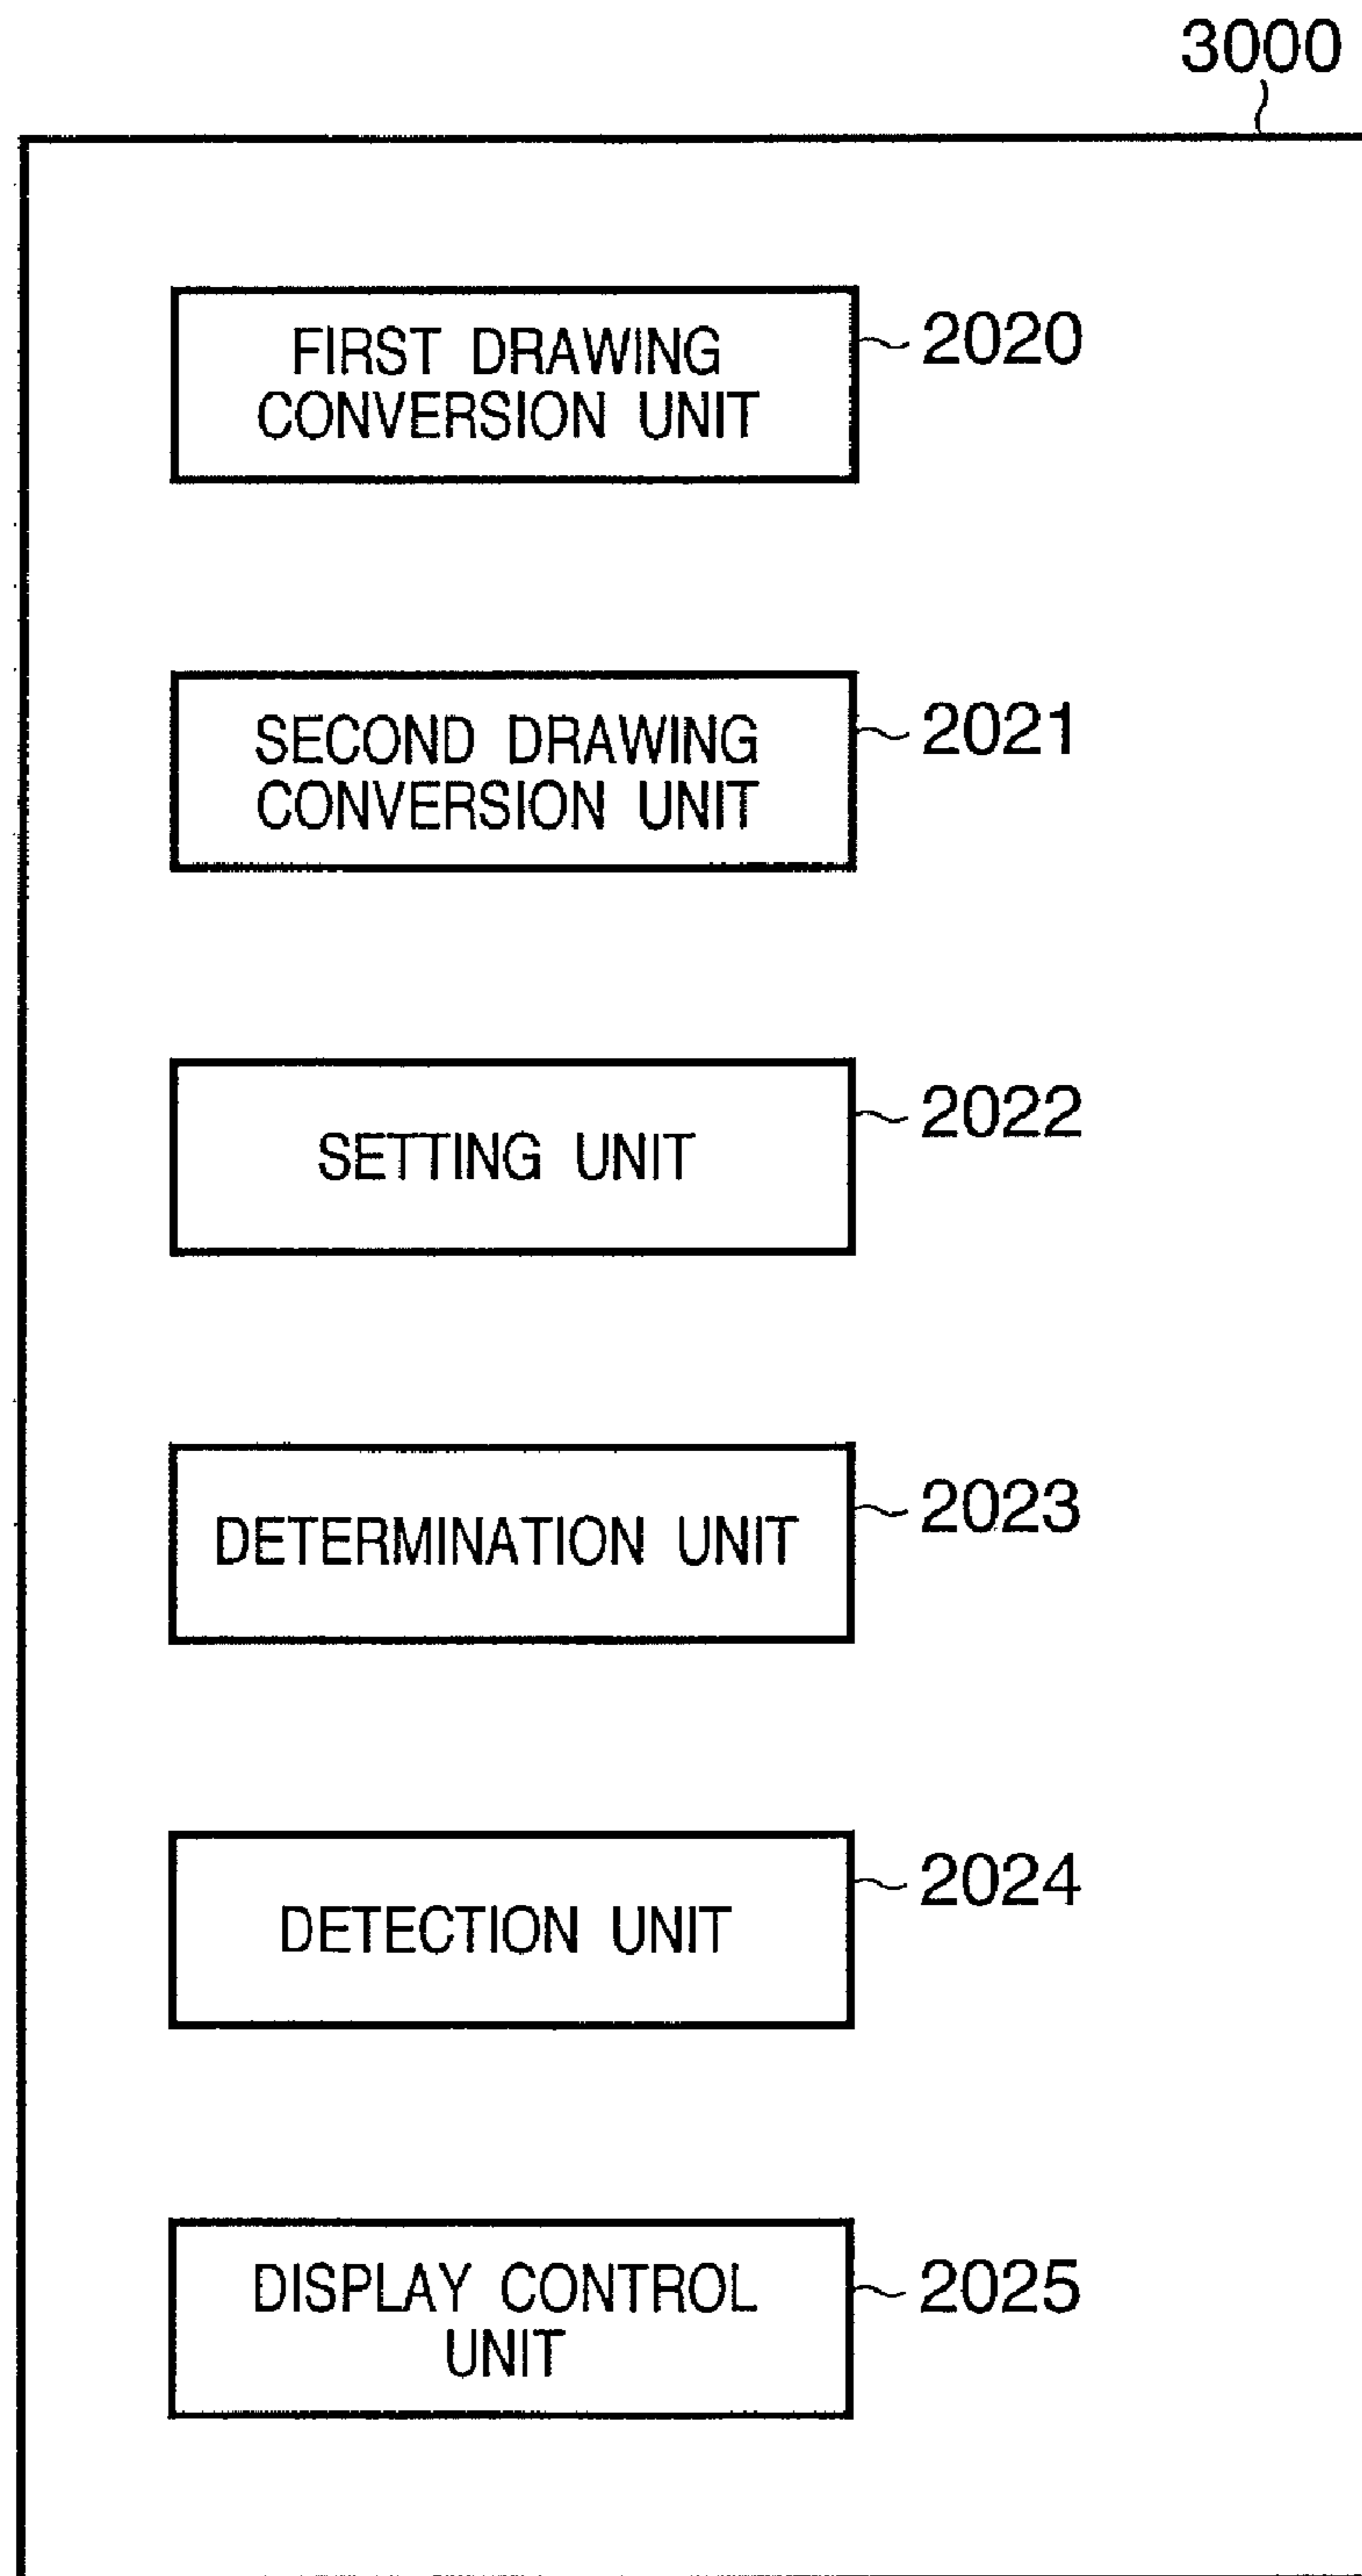 3000
FIRST DRAWING
CONVERSION UNIT
2020
SECOND DRAWING
CONVERSION UNIT
2021
SETTING UNIT
2022
DETERMINATION UNIT
2023
DETECTION UNIT
2024
DISPLAY CONTROL
UNIT
2025